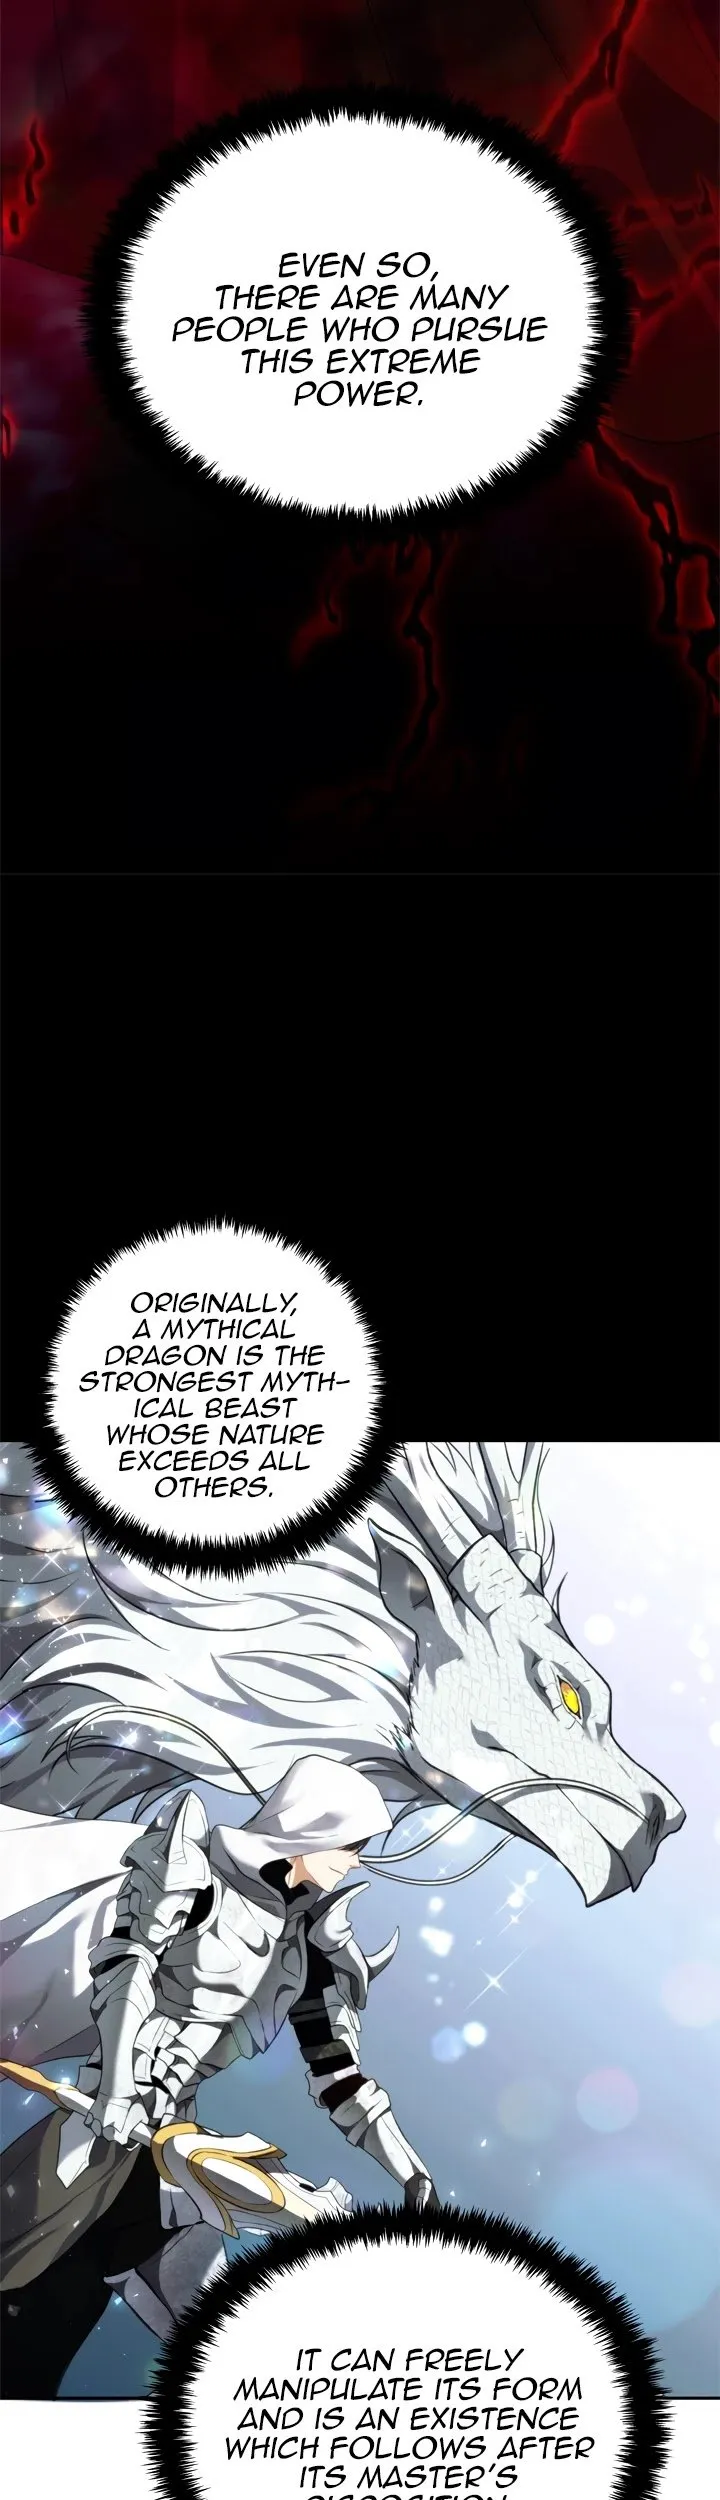 EVEN SO,
THERE ARE MANY
PEOPLE WHO PURSUE
THIS EXTREME
POWER.
ORIGINALLY,
A MYTHICAL
DRAGON IS THE
STRONGEST MYTH-
ICAL BEAST
WHOSE NATURE
EXCEEDS ALL
OTHERS.
IT CAN FREELY
MANIPULATE ITS FORM
AND IS AN EXISTENCE
WHICH FOLLOWS AFTER
ITS MASTER'S
DISPOSITION